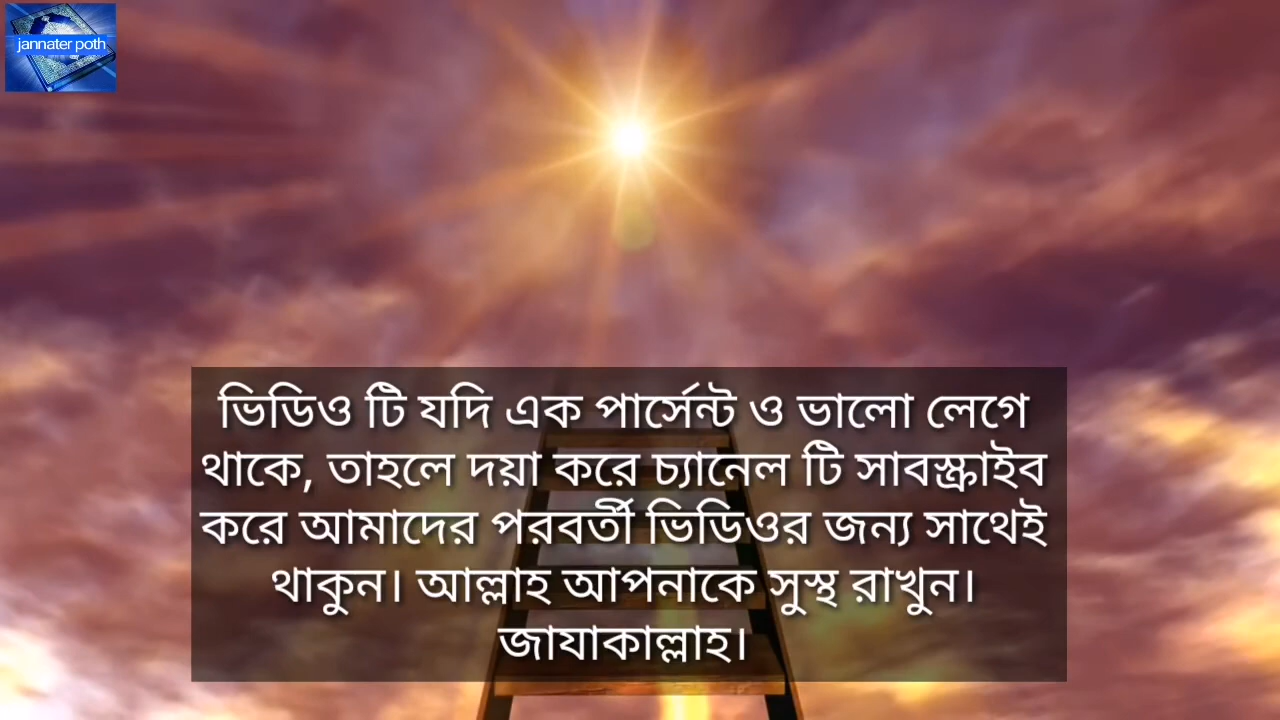 jannater poth
ভিডিও টি যদি এক পার্সেন্ট ও ভালো লেগে
থাকে, তাহলে দয়া করে চ্যানেল টি সাবস্ক্রাইব
করে আমাদের পরবর্তী ভিডিওর জন্য সাথেই
থাকুন। আল্লাহ আপনাকে সুস্থ রাখুন।
জাযাকাল্লাহ।